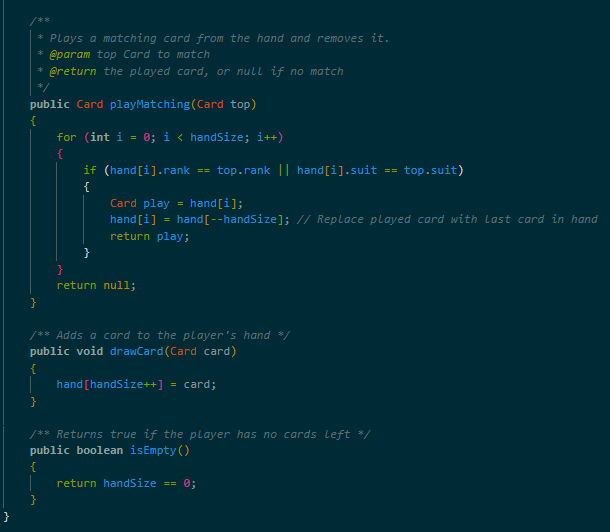 /**
 * Plays a matching card from the hand and removes it.
 * @param top Card to match
 * @return the played card, or null if no match
 */
public Card playMatching(Card top)
{
    for (int i = 0; i < handSize; i++)
    {
        if (hand[i].rank == top.rank || hand[i].suit == top.suit)
        {
            Card play = hand[i];
            hand[i] = hand[--handSize]; // Replace played card with last card in hand
            return play;
        }
    }
    return null;
}
/** Adds a card to the player's hand */
public void drawCard(Card card)
{
    hand[handSize++] = card;
}
/** Returns true if the player has no cards left */
public boolean isEmpty()
{
    return handSize == 0;
}
}